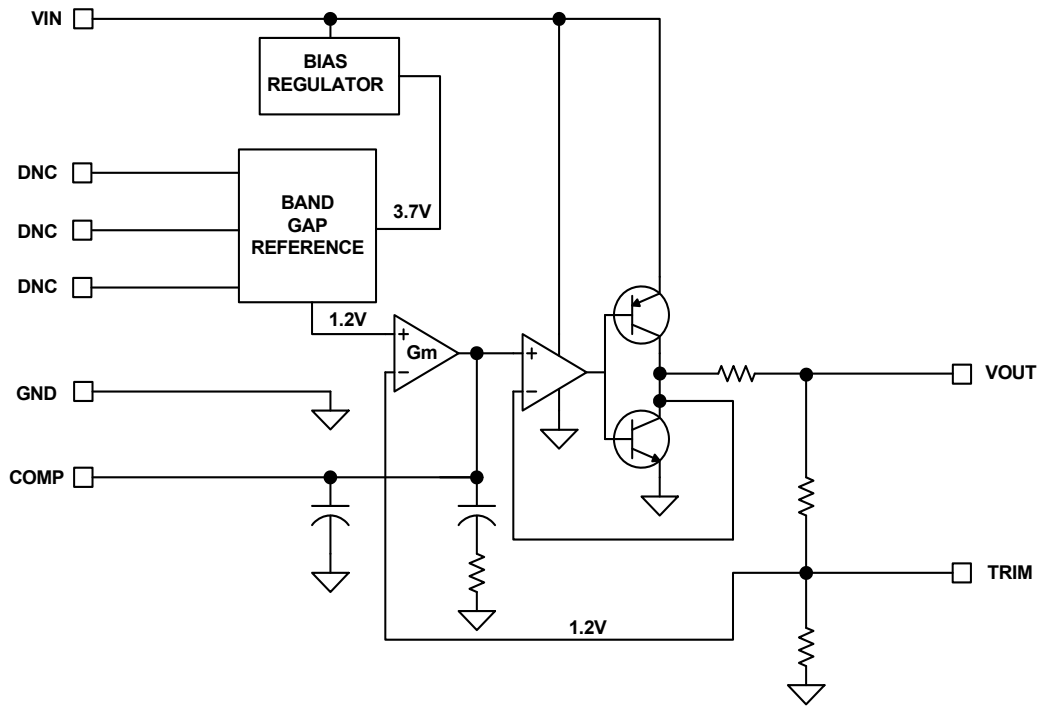 VIN
BIAS
REGULATOR
DNC
BAND
GAP
REFERENCE
3.7V
DNC
DNC
1.2V
+
Gm
−
+
−
VOUT
GND
COMP
TRIM
1.2V